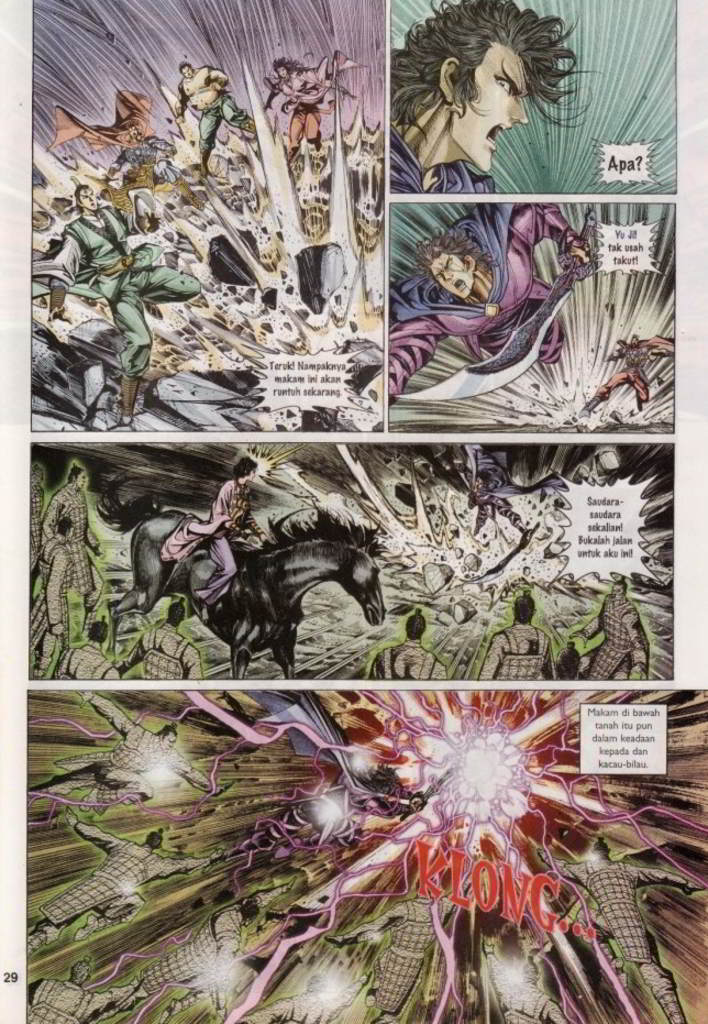 Teruk! Nampaknya
makam ini akan
runtuh sekarang.
Apa?
Yu Ji!
tak usah
takut!
Saudara-
saudara
sekalian!
Bukalah jalan
untuk aku ini!
Makam di bawah
tanah itu pun
dalam keadaan
kepada dan
kacau-bilau.
KLONG...
29